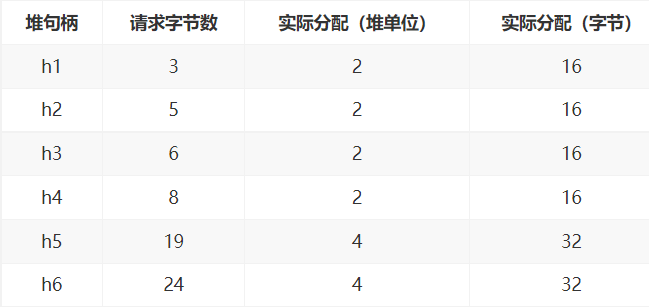 堆句柄 请求字节数 实际分配（堆单位） 实际分配（字节）
h1 3 2 16
h2 5 2 16
h3 6 2 16
h4 8 2 16
h5 19 4 32
h6 24 4 32